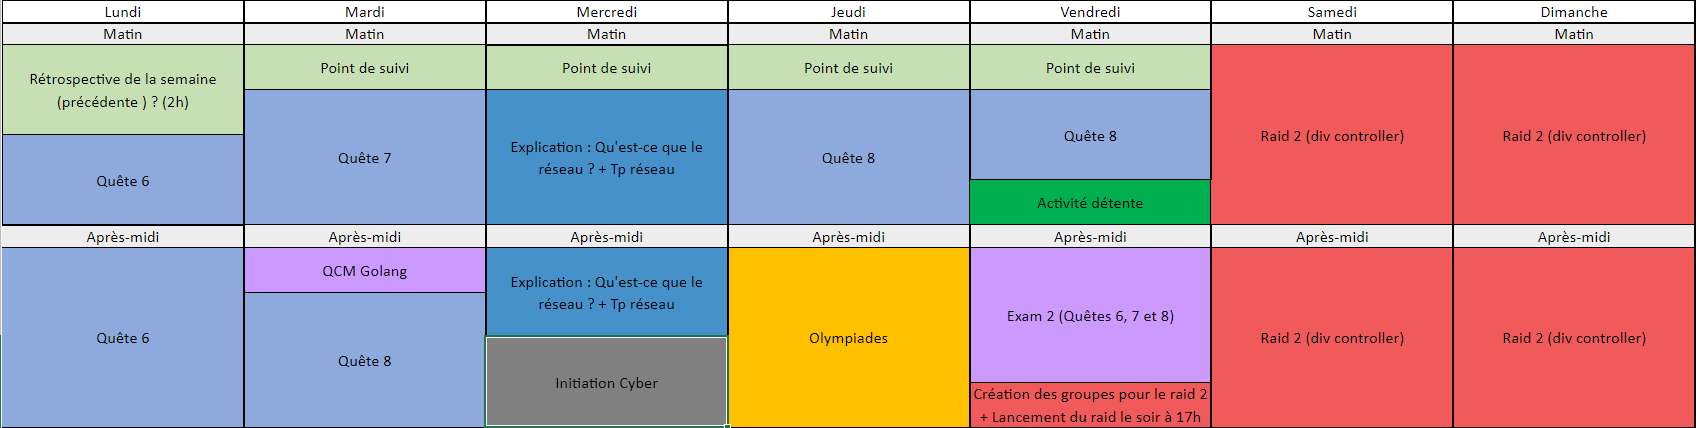 Lundi
Mardi
Mercredi
Jeudi
Vendredi
Samedi
Dimanche
Matin
Matin
Matin
Matin
Matin
Matin
Matin
Rétrospective de la semaine
(précédente ) ? (2h)
Point de suivi
Point de suivi
Point de suivi
Point de suivi
Raid 2 (div controller)
Raid 2 (div controller)
Quête 6
Quête 7
Explication : Qu'est-ce que le
réseau ? + Tp réseau
Quête 8
Quête 8
Activité détente
Après-midi
Après-midi
Après-midi
Après-midi
Après-midi
Après-midi
Après-midi
Quête 6
QCM Golang
Quête 8
Explication : Qu'est-ce que le
réseau ? + Tp réseau
Initiation Cyber
Olympiades
Exam 2 (Quêtes 6, 7 et 8)
Création des groupes pour le raid 2
+ Lancement du raid le soir à 17h
Raid 2 (div controller)
Raid 2 (div controller)